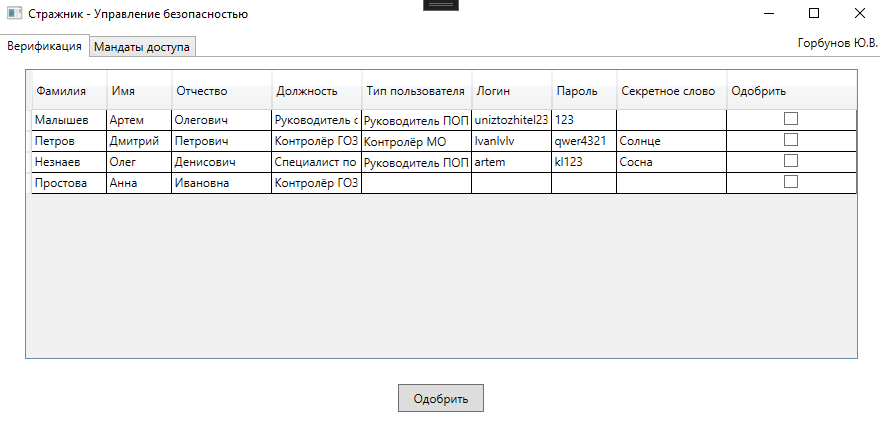 Стражник - Управление безопасностью
Верификация Мандаты доступа Горбунов Ю.В.
Фамилия Имя Отчество Должность Тип пользователя Логин Пароль Секретное слово Одобрить
Малышев Артем Олегович Руководитель с Руководитель ПОП uniztozhitel23 123
Петров Дмитрий Петрович Контролёр ГОЗ Контролёр МО qwer4321 Солнце
Незнаев Олег Денисович Специалист по Руководитель ПОП artem kl123 Сосна
Простова Анна Ивановна Контролёр ГОЗ
Одобрить